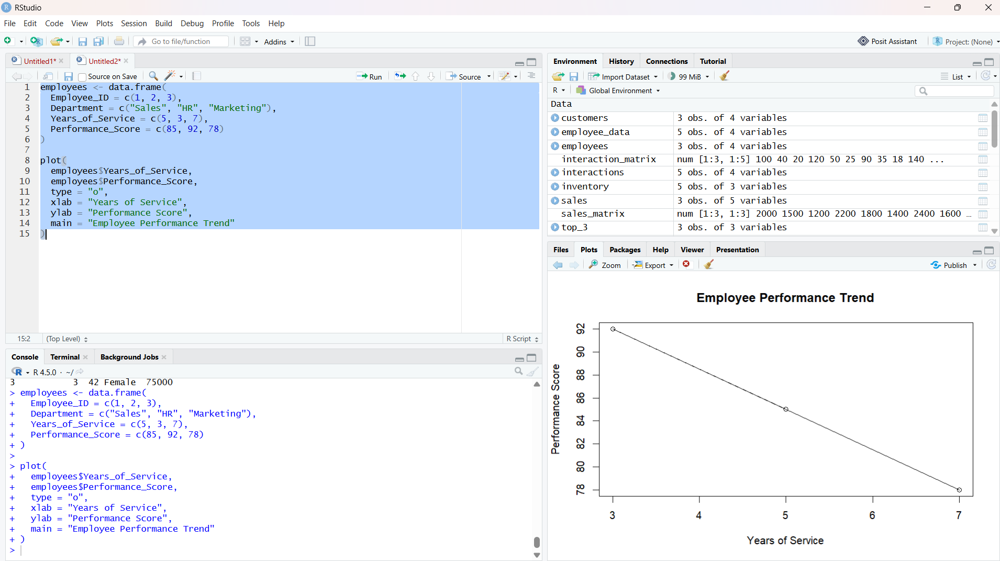 RStudio
File Edit Code View Plots Session Build Debug Profile Tools Help
Go to file/function Addins Posit Assistant Project: (None)
Untitled1* Untitled2*
Source on Save Run Source
1 employees <- data.frame(
2 Employee_ID = c(1, 2, 3),
3 Department = c("Sales", "HR", "Marketing"),
4 Years_of_Service = c(5, 3, 7),
5 Performance_Score = c(85, 92, 78)
6 )
7
8 plot(
9 employees$Years_of_Service,
10 employees$Performance_Score,
11 type = "o",
12 xlab = "Years of Service",
13 ylab = "Performance Score",
14 main = "Employee Performance Trend"
15 )
15:2 (Top Level) R Script
Console Terminal Background Jobs
R R 4.5.0 · ~/
3 3 42 Female 75000
> employees <- data.frame(
+ Employee_ID = c(1, 2, 3),
+ Department = c("Sales", "HR", "Marketing"),
+ Years_of_Service = c(5, 3, 7),
+ Performance_Score = c(85, 92, 78)
+ )
>
> plot(
+ employees$Years_of_Service,
+ employees$Performance_Score,
+ type = "o",
+ xlab = "Years of Service",
+ ylab = "Performance Score",
+ main = "Employee Performance Trend"
+ )
>
Environment History Connections Tutorial
Import Dataset 99 MiB List
R Global Environment
Data
customers 3 obs. of 4 variables
employee_data 5 obs. of 4 variables
employees 3 obs. of 4 variables
interaction_matrix num [1:3, 1:5] 100 40 20 120 50 25 90 35 18 140 ...
interactions 5 obs. of 4 variables
inventory 5 obs. of 3 variables
sales 3 obs. of 5 variables
sales_matrix num [1:3, 1:3] 2000 1500 1200 2200 1800 1400 2400 1600 …
top_3 3 obs. of 3 variables
Files Plots Packages Help Viewer Presentation
Zoom Export Publish
Employee Performance Trend
Performance Score
92
90
88
86
84
82
80
78
3 4 5 6 7
Years of Service